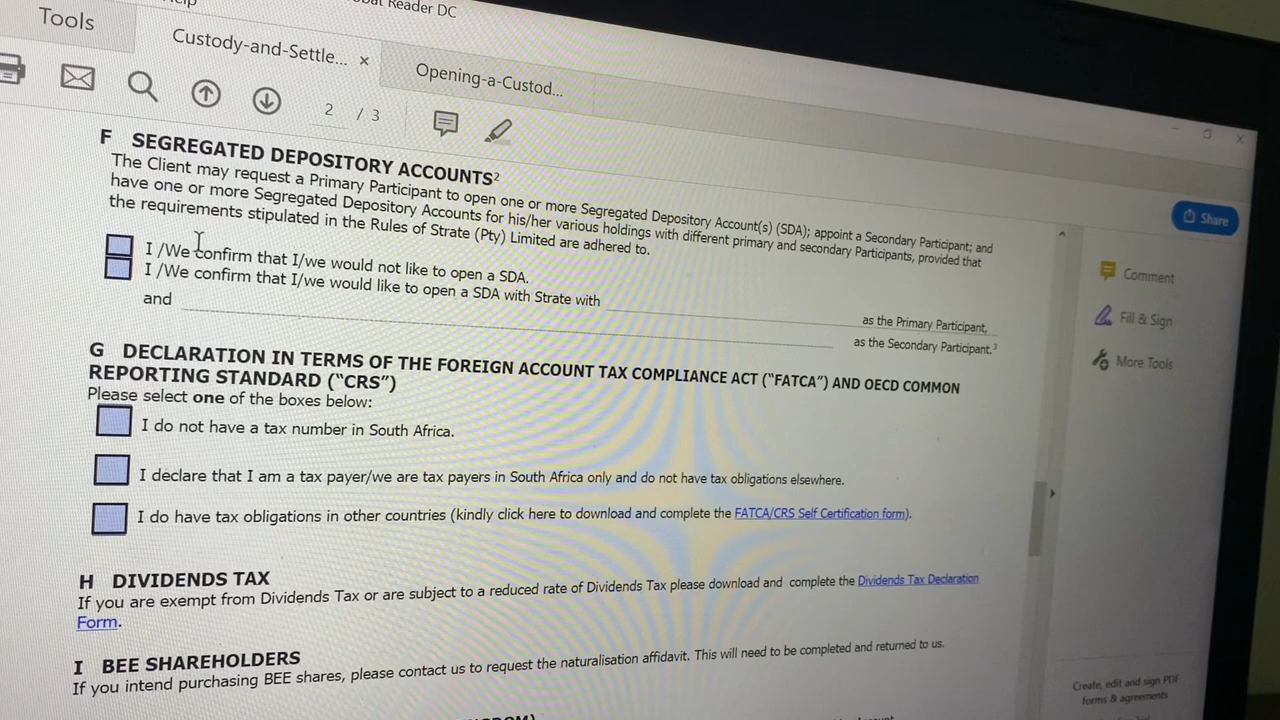 Tools
Custody-and-Settle... ×
Opening-a-Custod...
2 / 3
Share
Comment
Fill & Sign
More Tools
F SEGREGATED DEPOSITORY ACCOUNTS²
The Client may request a Primary Participant to open one or more Segregated Depository Account(s) (SDA); appoint a Secondary Participant; and
have one or more Segregated Depository Accounts for his/her various holdings with different primary and secondary Participants, provided that
the requirements stipulated in the Rules of Strate (Pty) Limited are adhered to.
I /We confirm that I/we would not like to open a SDA.
I /We confirm that I/we would like to open a SDA with Strate with as the Primary Participant,
and as the Secondary Participant.³
G DECLARATION IN TERMS OF THE FOREIGN ACCOUNT TAX COMPLIANCE ACT ("FATCA") AND OECD COMMON
REPORTING STANDARD ("CRS")
Please select one of the boxes below:
I do not have a tax number in South Africa.
I declare that I am a tax payer/we are tax payers in South Africa only and do not have tax obligations elsewhere.
I do have tax obligations in other countries (kindly click here to download and complete the FATCA/CRS Self Certification form).
H DIVIDENDS TAX
If you are exempt from Dividends Tax or are subject to a reduced rate of Dividends Tax please download and complete the Dividends Tax Declaration
Form.
I BEE SHAREHOLDERS
If you intend purchasing BEE shares, please contact us to request the naturalisation affidavit. This will need to be completed and returned to us.
Create, edit and sign PDF
forms & agreements